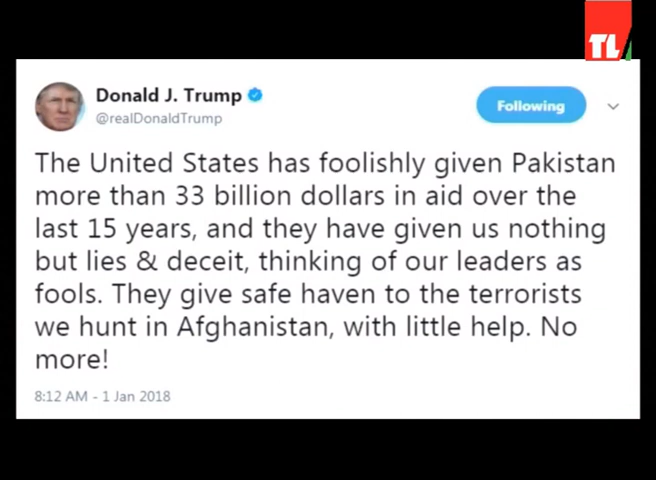 TL
Donald J. Trump
@realDonaldTrump
Following
The United States has foolishly given Pakistan
more than 33 billion dollars in aid over the
last 15 years, and they have given us nothing
but lies & deceit, thinking of our leaders as
fools. They give safe haven to the terrorists
we hunt in Afghanistan, with little help. No
more!
8:12 AM - 1 Jan 2018